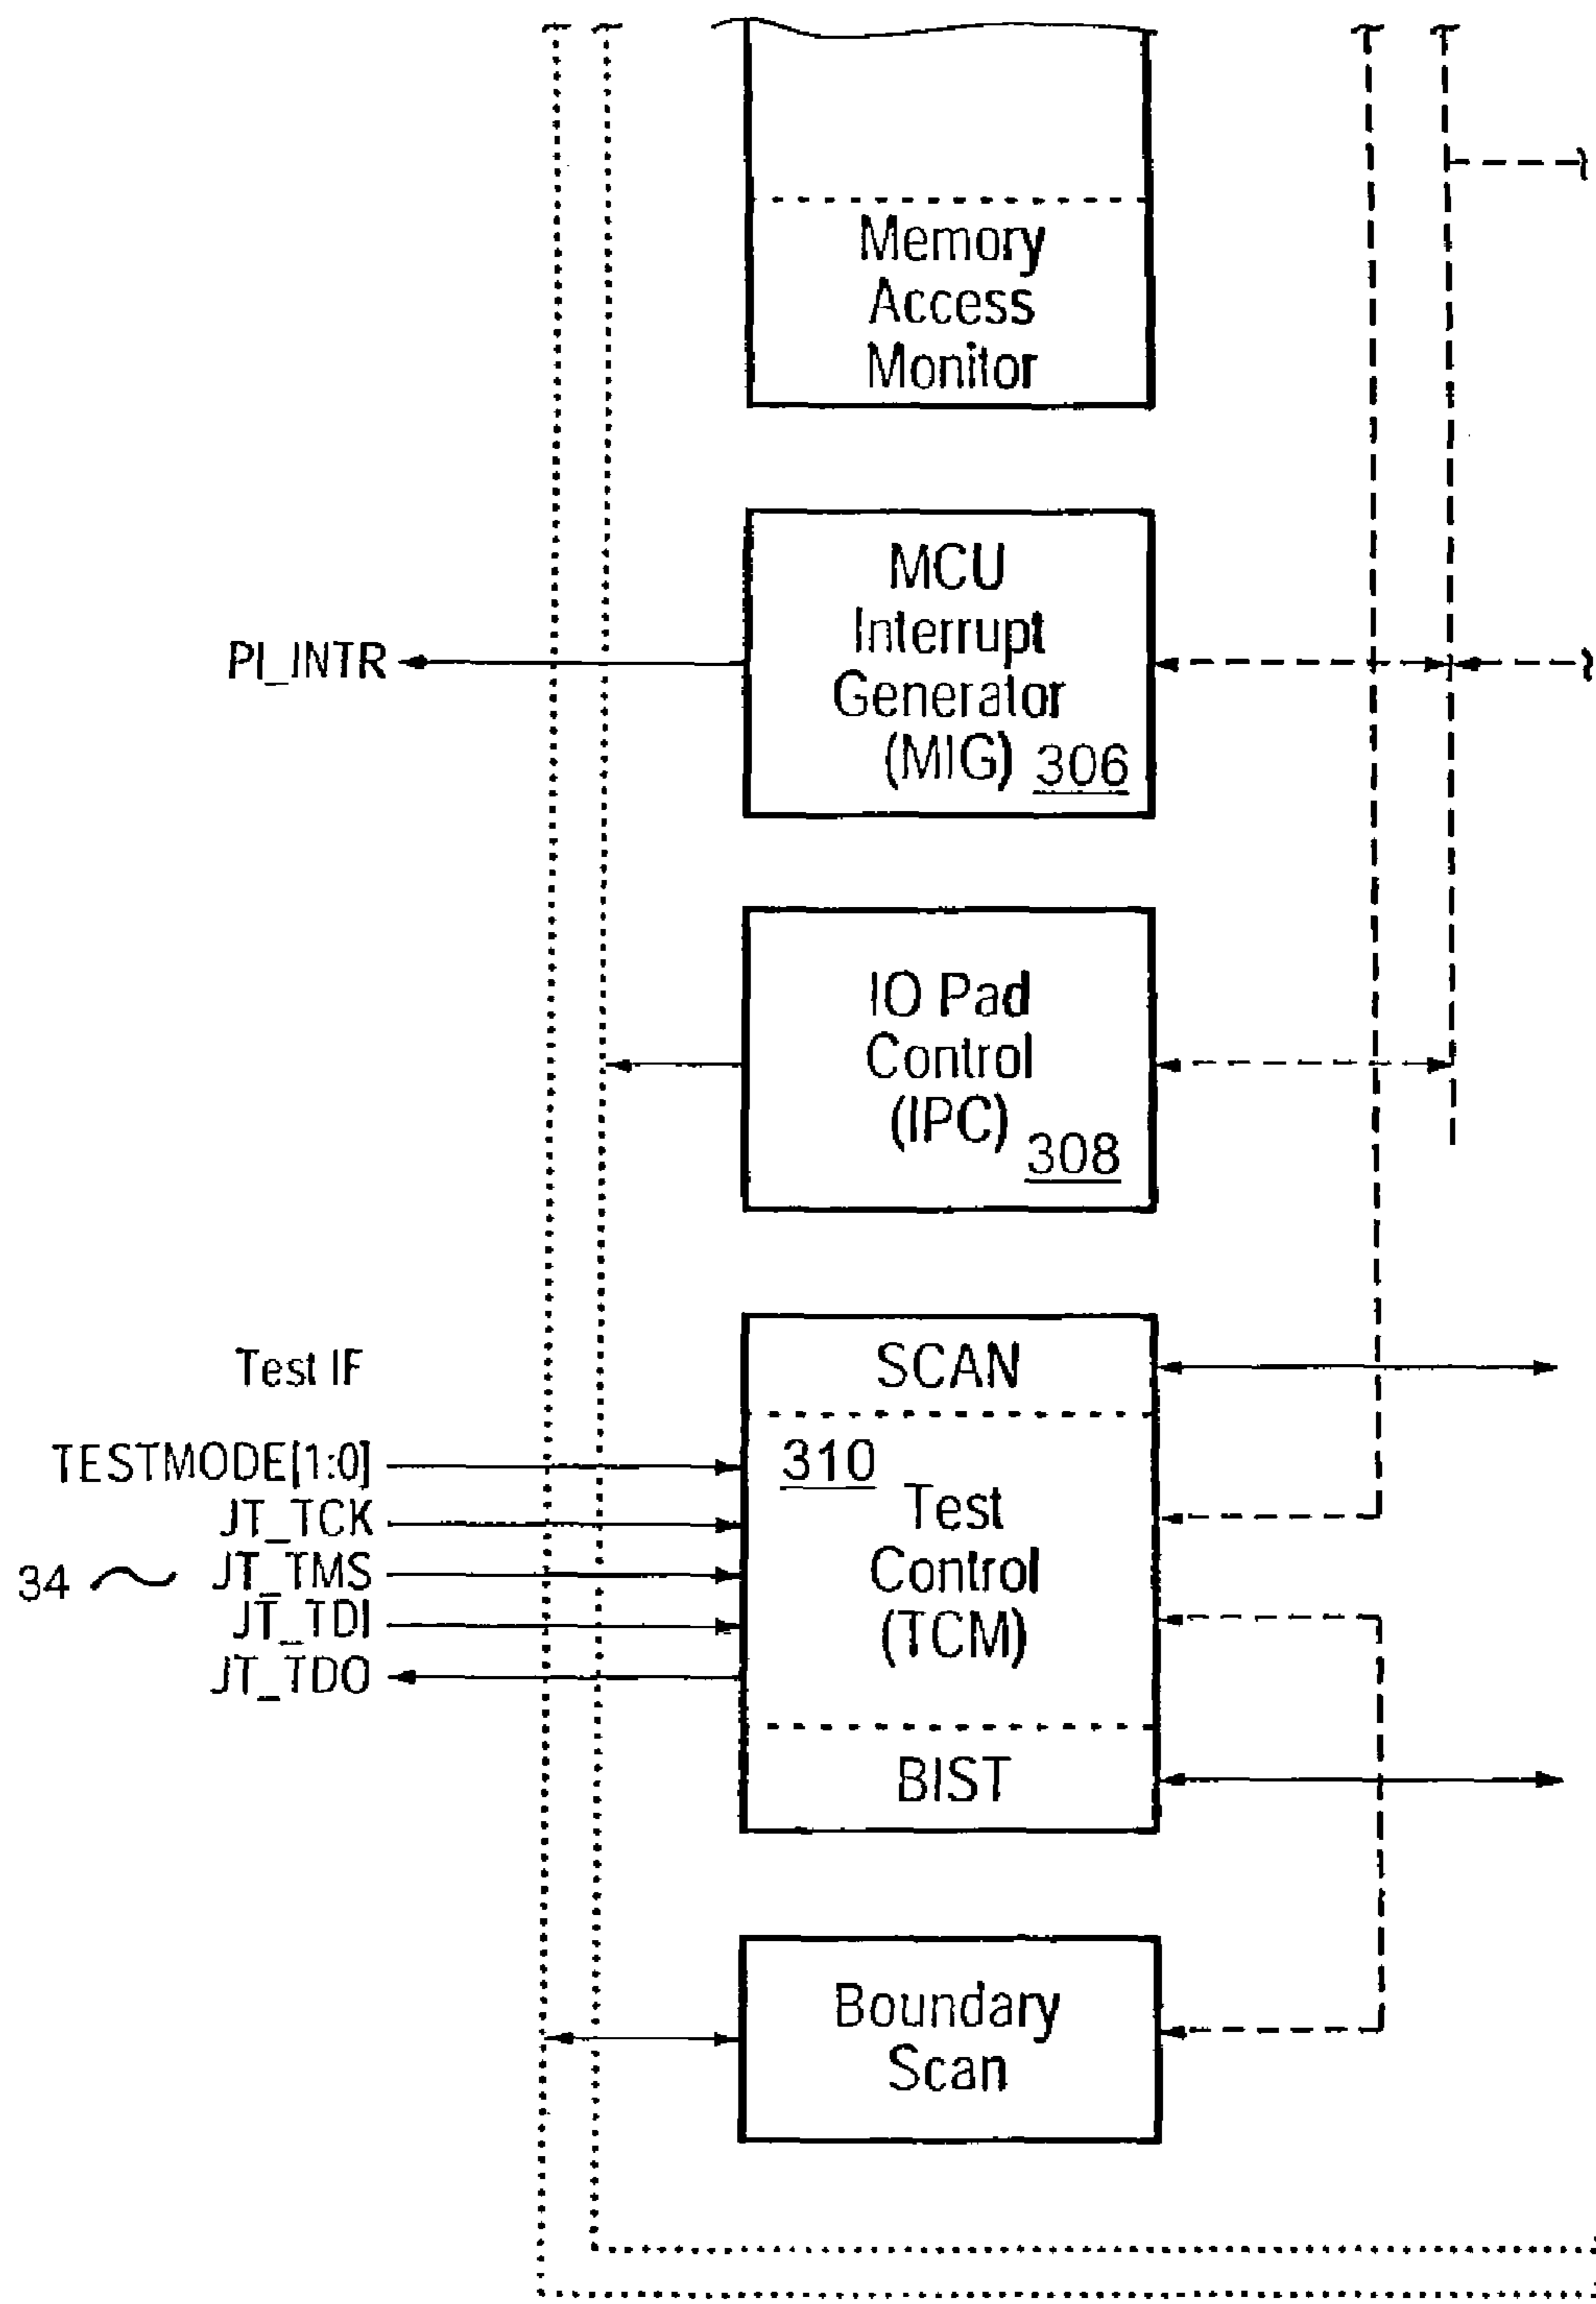 Memory
Access
Monitor
MCU
Interrupt
Generator
(MIG) 306
PI_INTR
IO Pad
Control
(IPC)
308
SCAN
Test IF
310
TESTMODE[1:0]
JT_TCK
34 JT_TMS
JT_TDI
JT_TDO
Test
Control
(TCM)
BIST
Boundary
Scan